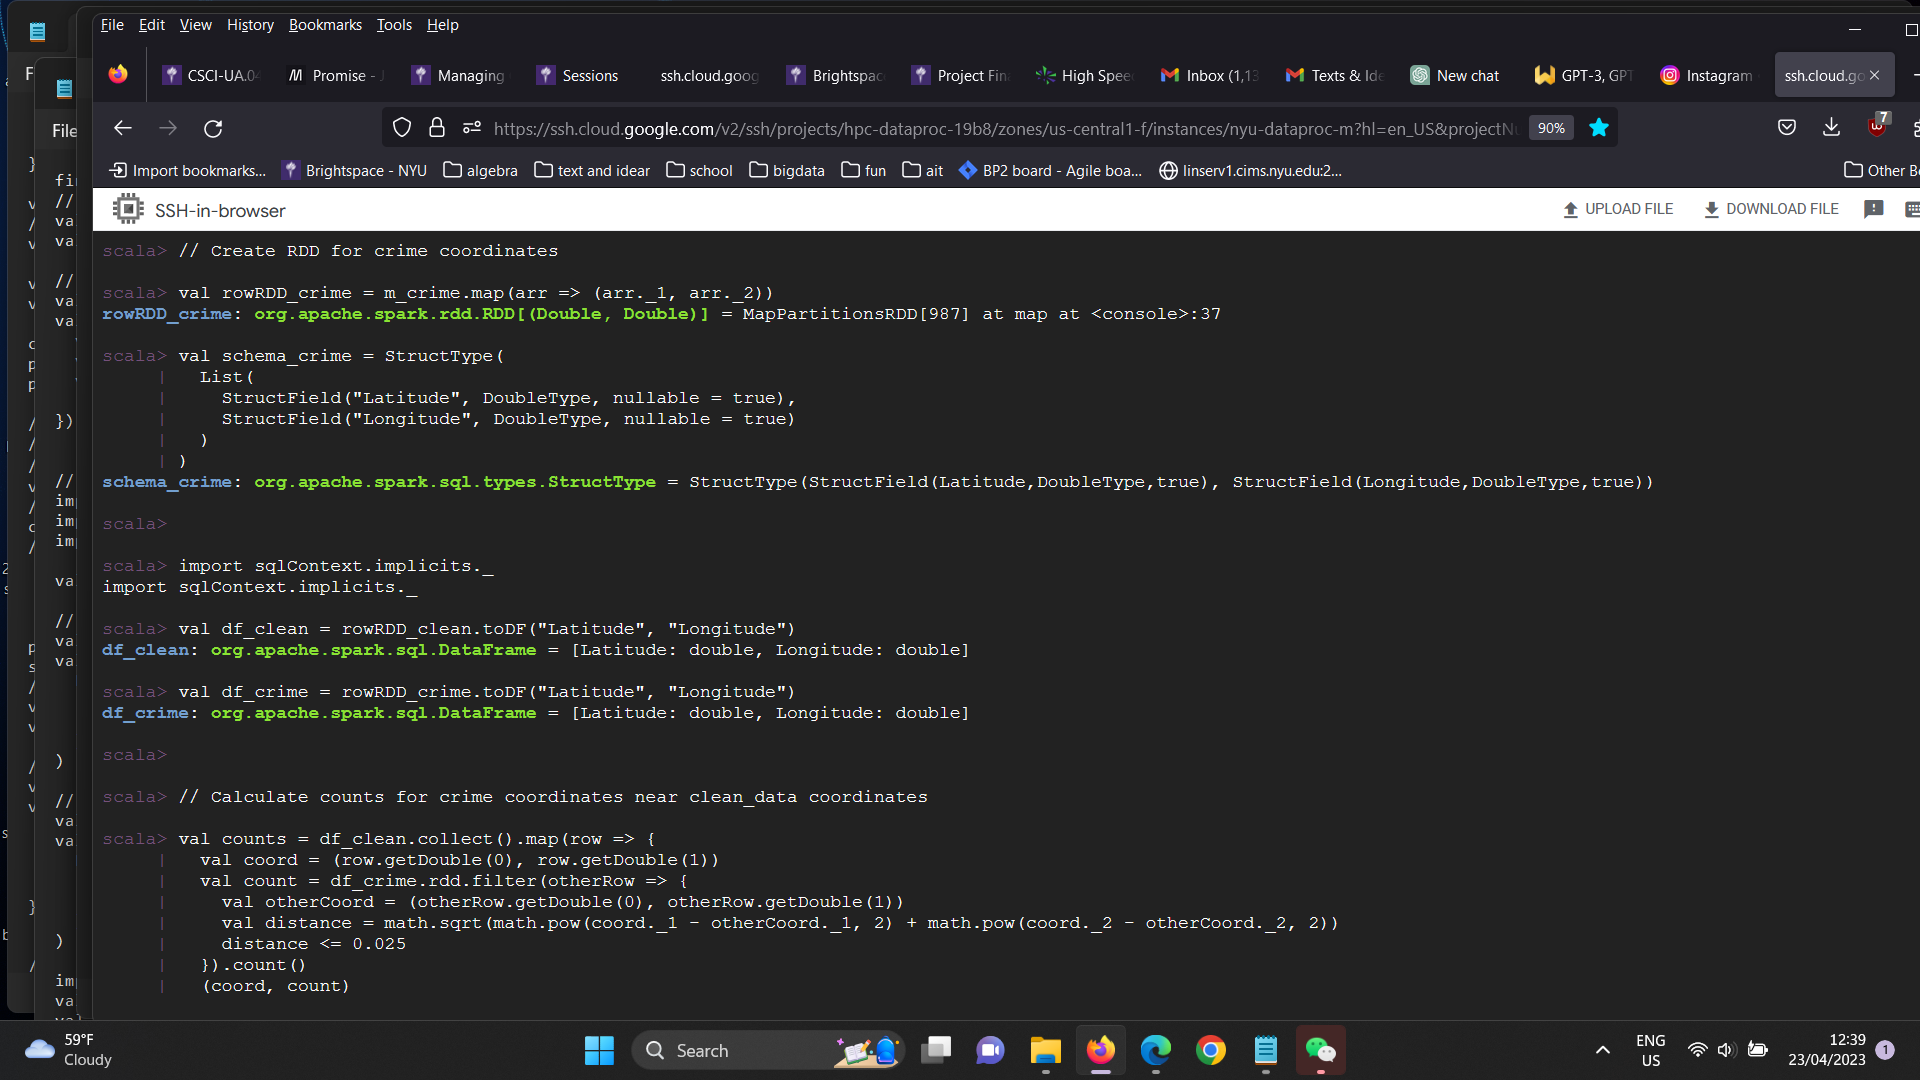 File Edit View History Bookmarks Tools Help
CSCI-UA.04 Promise - J Managing Sessions ssh.cloud.goog Brightspac Project Fin High Spee Inbox (1,13 Texts & Ide New chat GPT-3, GPT Instagram ssh.cloud.go
https://ssh.cloud.google.com/v2/ssh/projects/hpc-dataproc-19b8/zones/us-central1-f/instances/nyu-dataproc-m?hl=en_US&projectNu 90% 7
Import bookmarks... Brightspace - NYU algebra text and idear school bigdata fun ait BP2 board - Agile boa... linserv1.cims.nyu.edu:2... Other Bo
SSH-in-browser UPLOAD FILE DOWNLOAD FILE
scala> // Create RDD for crime coordinates
scala> val rowRDD_crime = m_crime.map(arr => (arr._1, arr._2))
rowRDD_crime: org.apache.spark.rdd.RDD[(Double, Double)] = MapPartitionsRDD[987] at map at <console>:37
scala> val schema_crime = StructType(
| List(
| StructField("Latitude", DoubleType, nullable = true),
| StructField("Longitude", DoubleType, nullable = true)
| )
| )
schema_crime: org.apache.spark.sql.types.StructType = StructType(StructField(Latitude,DoubleType,true), StructField(Longitude,DoubleType,true))
scala>
scala> import sqlContext.implicits._
import sqlContext.implicits._
scala> val df_clean = rowRDD_clean.toDF("Latitude", "Longitude")
df_clean: org.apache.spark.sql.DataFrame = [Latitude: double, Longitude: double]
scala> val df_crime = rowRDD_crime.toDF("Latitude", "Longitude")
df_crime: org.apache.spark.sql.DataFrame = [Latitude: double, Longitude: double]
scala>
scala> // Calculate counts for crime coordinates near clean_data coordinates
scala> val counts = df_clean.collect().map(row => {
| val coord = (row.getDouble(0), row.getDouble(1))
| val count = df_crime.rdd.filter(otherRow => {
| val otherCoord = (otherRow.getDouble(0), otherRow.getDouble(1))
| val distance = math.sqrt(math.pow(coord._1 - otherCoord._1, 2) + math.pow(coord._2 - otherCoord._2, 2))
| distance <= 0.025
| }).count()
| (coord, count)
File
59°F
Cloudy
Search
ENG
US
12:39
23/04/2023
1